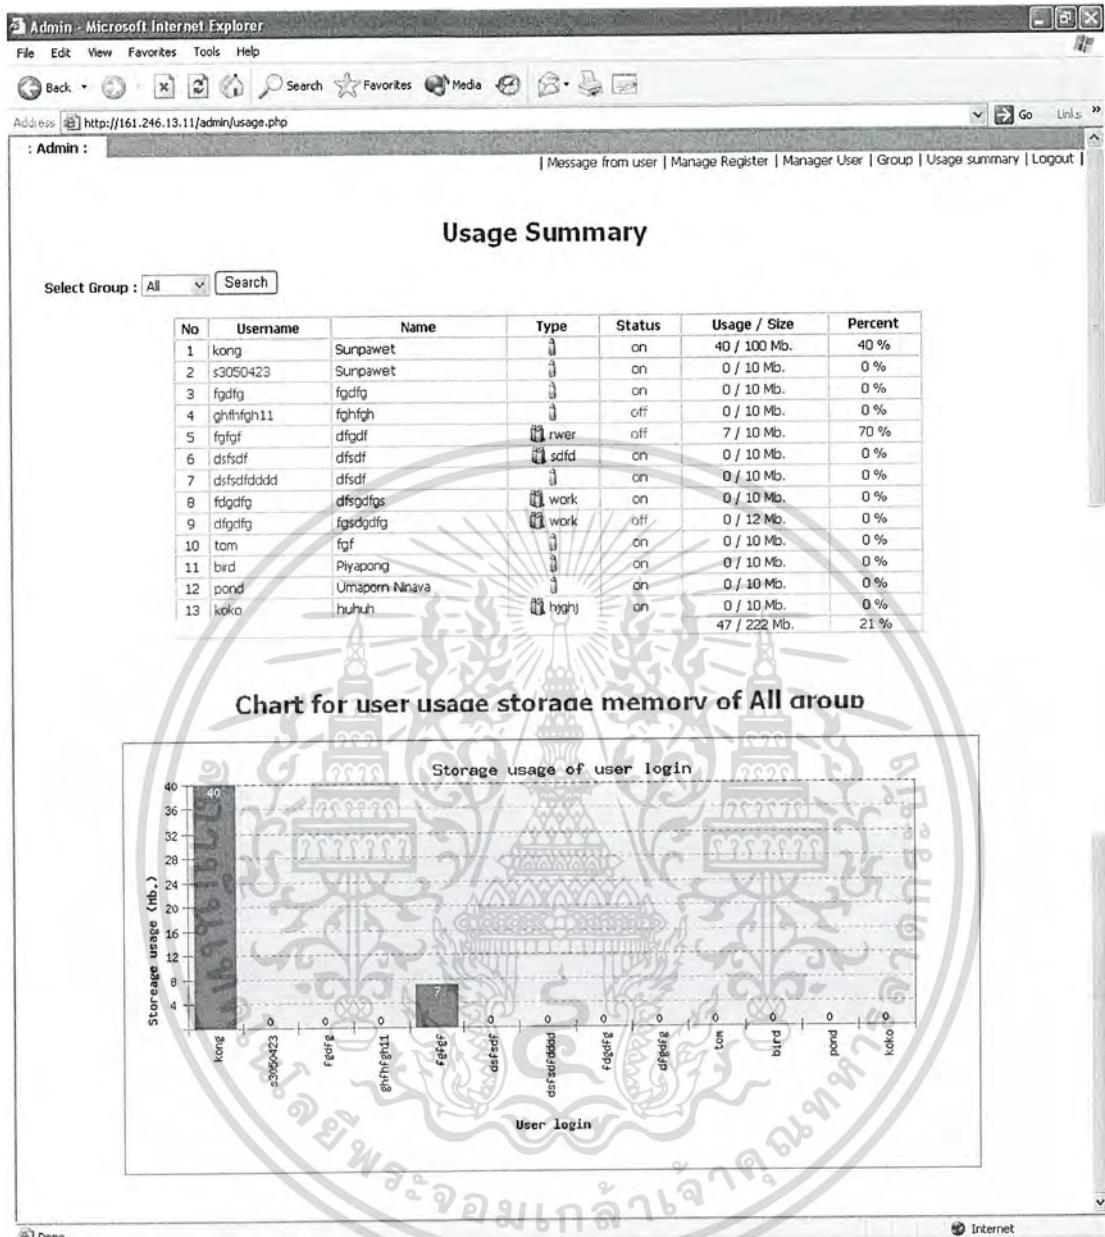 Admin - Microsoft Internet Explorer
File Edit View Favorites Tools Help
Back Search Favorites Media
Address http://161.246.13.11/admin/usage.php Go Links »
: Admin :
| Message from user | Manage Register | Manager User | Group | Usage summary | Logout |
Usage Summary
Select Group : All Search
No Username Name Type Status Usage / Size Percent
1 kong Sunpawet on 40 / 100 Mb. 40 %
2 s3050423 Sunpawet on 0 / 10 Mb. 0 %
3 fgdfg fgdfg on 0 / 10 Mb. 0 %
4 ghfhfgh11 fghfgh off 0 / 10 Mb. 0 %
5 fgfgf dfgdf rwer off 7 / 10 Mb. 70 %
6 dsfsdf dfsdf sdfd on 0 / 10 Mb. 0 %
7 dsfsdfdddd dfsdf on 0 / 10 Mb. 0 %
8 fdgdfg dfsgdfgs work on 0 / 10 Mb. 0 %
9 dfgdfg fgsdgdfg work off 0 / 12 Mb. 0 %
10 tom fgf on 0 / 10 Mb. 0 %
11 bird Piyapong on 0 / 10 Mb. 0 %
12 pond Umaporn Ninava on 0 / 10 Mb. 0 %
13 koko huhuh hjghj on 0 / 10 Mb. 0 %
47 / 222 Mb. 21 %
Chart for user usage storage memory of All group
Storage usage of user login
Storeage usage (Mb.)
40
36
32
28
24
20
16
12
8
4
40 0 0 0 7 0 0 0 0 0 0 0 0
kong s3050423 fgdfg ghfhfgh11 fgfgf dsfsdf dsfsdfdddd fdgdfg dfgdfg tom bird pond koko
User login
Done Internet